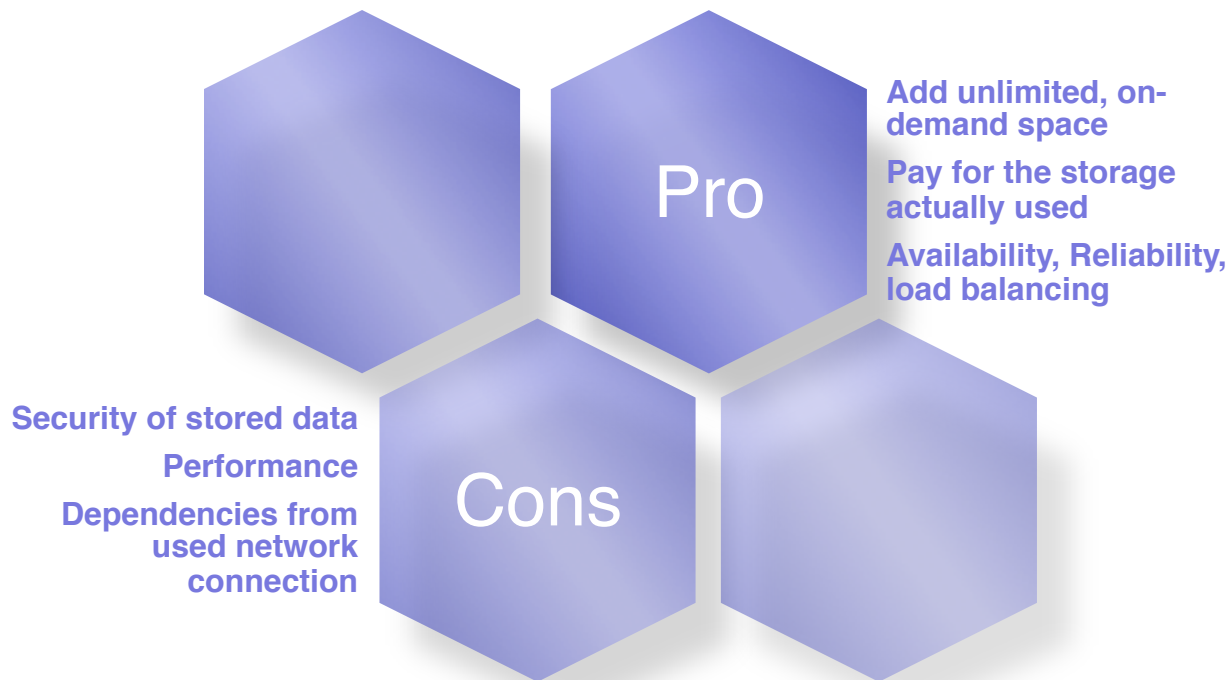 Pro
Add unlimited, on-
demand space
Pay for the storage
actually used
Availability, Reliability,
load balancing
Cons
Security of stored data
Performance
Dependencies from
used network
connection